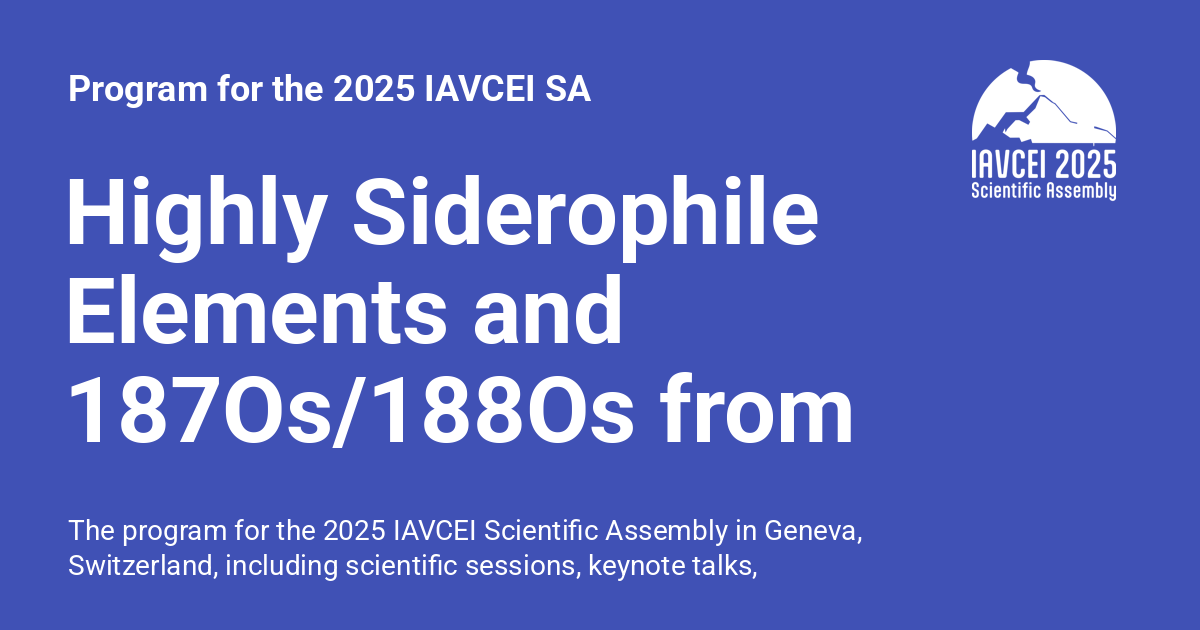 Program for the 2025 IAVCEI SA
IAVCEI 2025
Scientific Assembly
Highly Siderophile
Elements and
187Os/188Os from
The program for the 2025 IAVCEI Scientific Assembly in Geneva,
Switzerland, including scientific sessions, keynote talks,